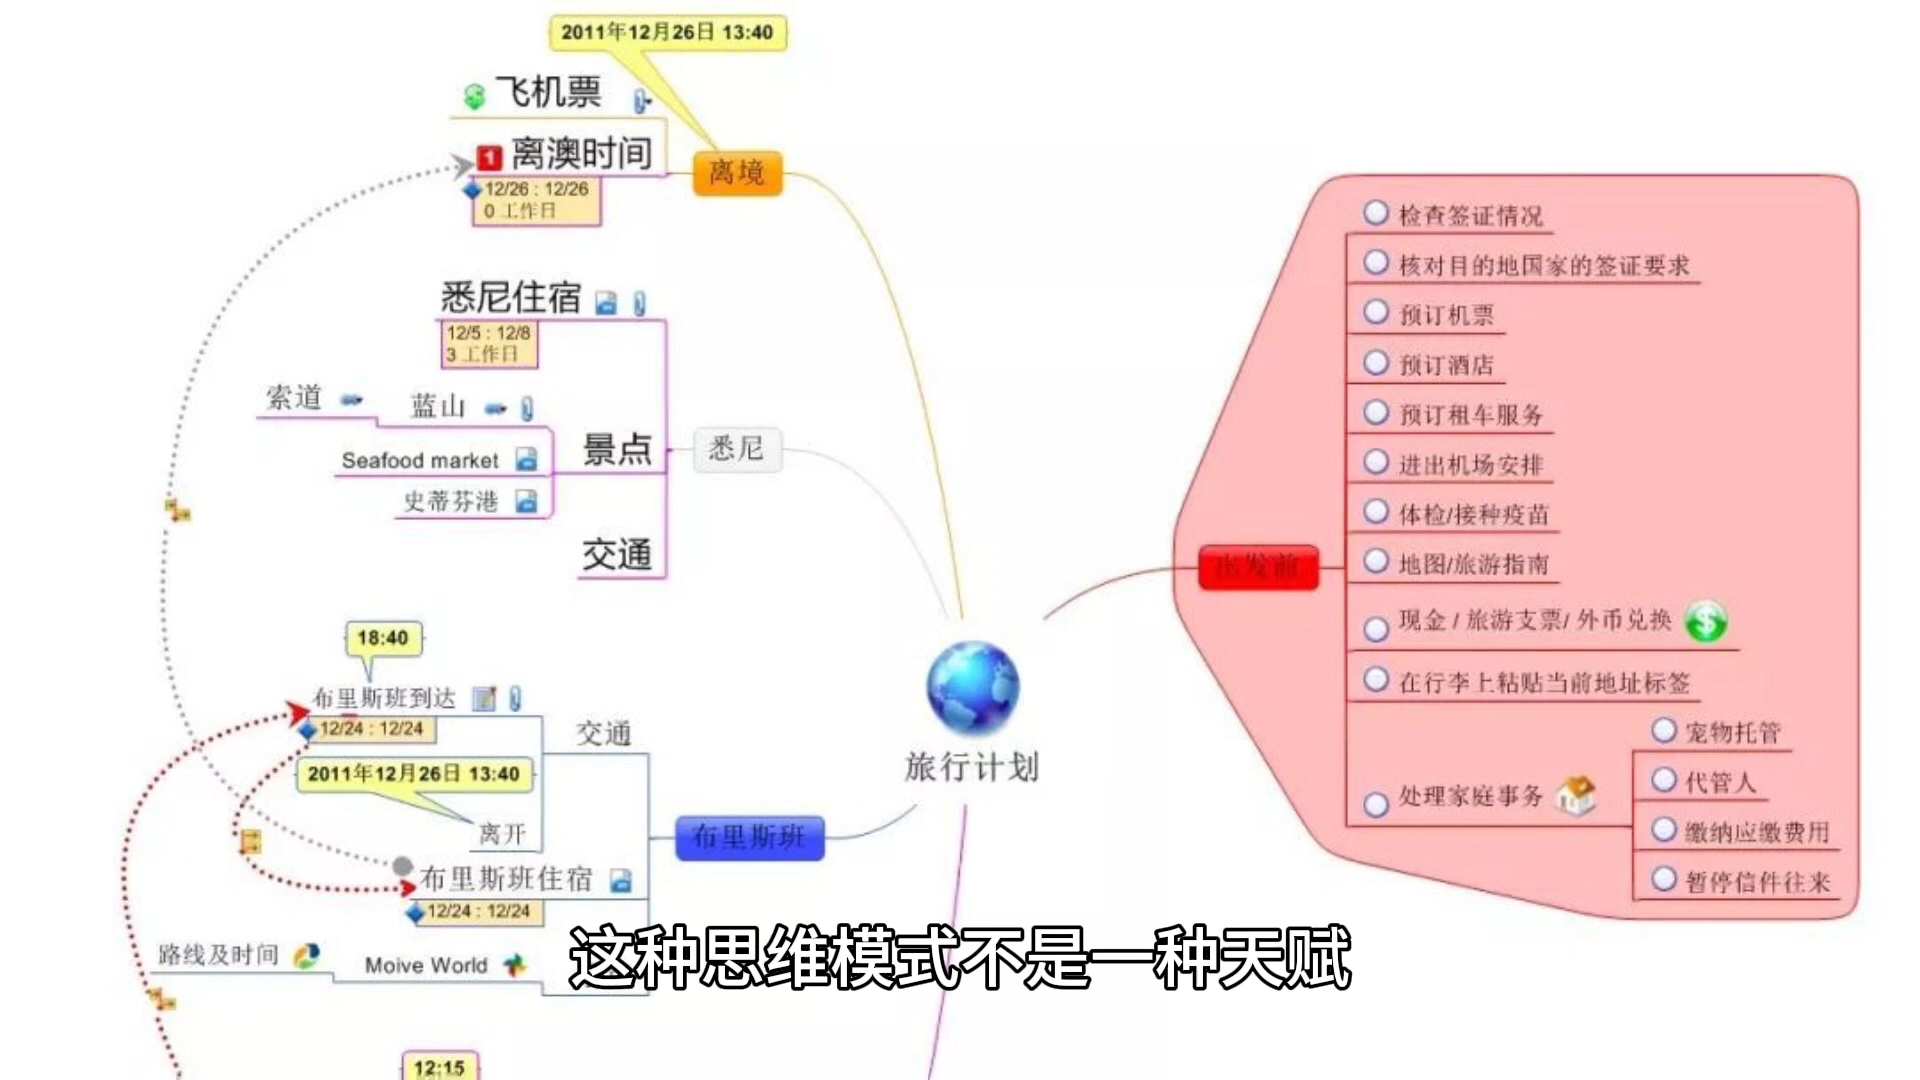 2011年12月26日 13:40
飞机票
1
离澳时间
12/26 : 12/26
0 工作日
离境
悉尼住宿
12/5 : 12/8
3 工作日
索道
蓝山
Seafood market
史蒂芬港
景点
悉尼
交通
18:40
布里斯班到达
12/24 : 12/24
交通
2011年12月26日 13:40
离开
布里斯班
布里斯班住宿
12/24 : 12/24
路线及时间
Moive World
12:15
旅行计划
出发前
检查签证情况
核对目的地国家的签证要求
预订机票
预订酒店
预订租车服务
进出机场安排
体检/接种疫苗
地图/旅游指南
现金 / 旅游支票/ 外币兑换
$
在行李上粘贴当前地址标签
处理家庭事务
宠物托管
代管人
缴纳应缴费用
暂停信件往来
这种思维模式不是一种天赋